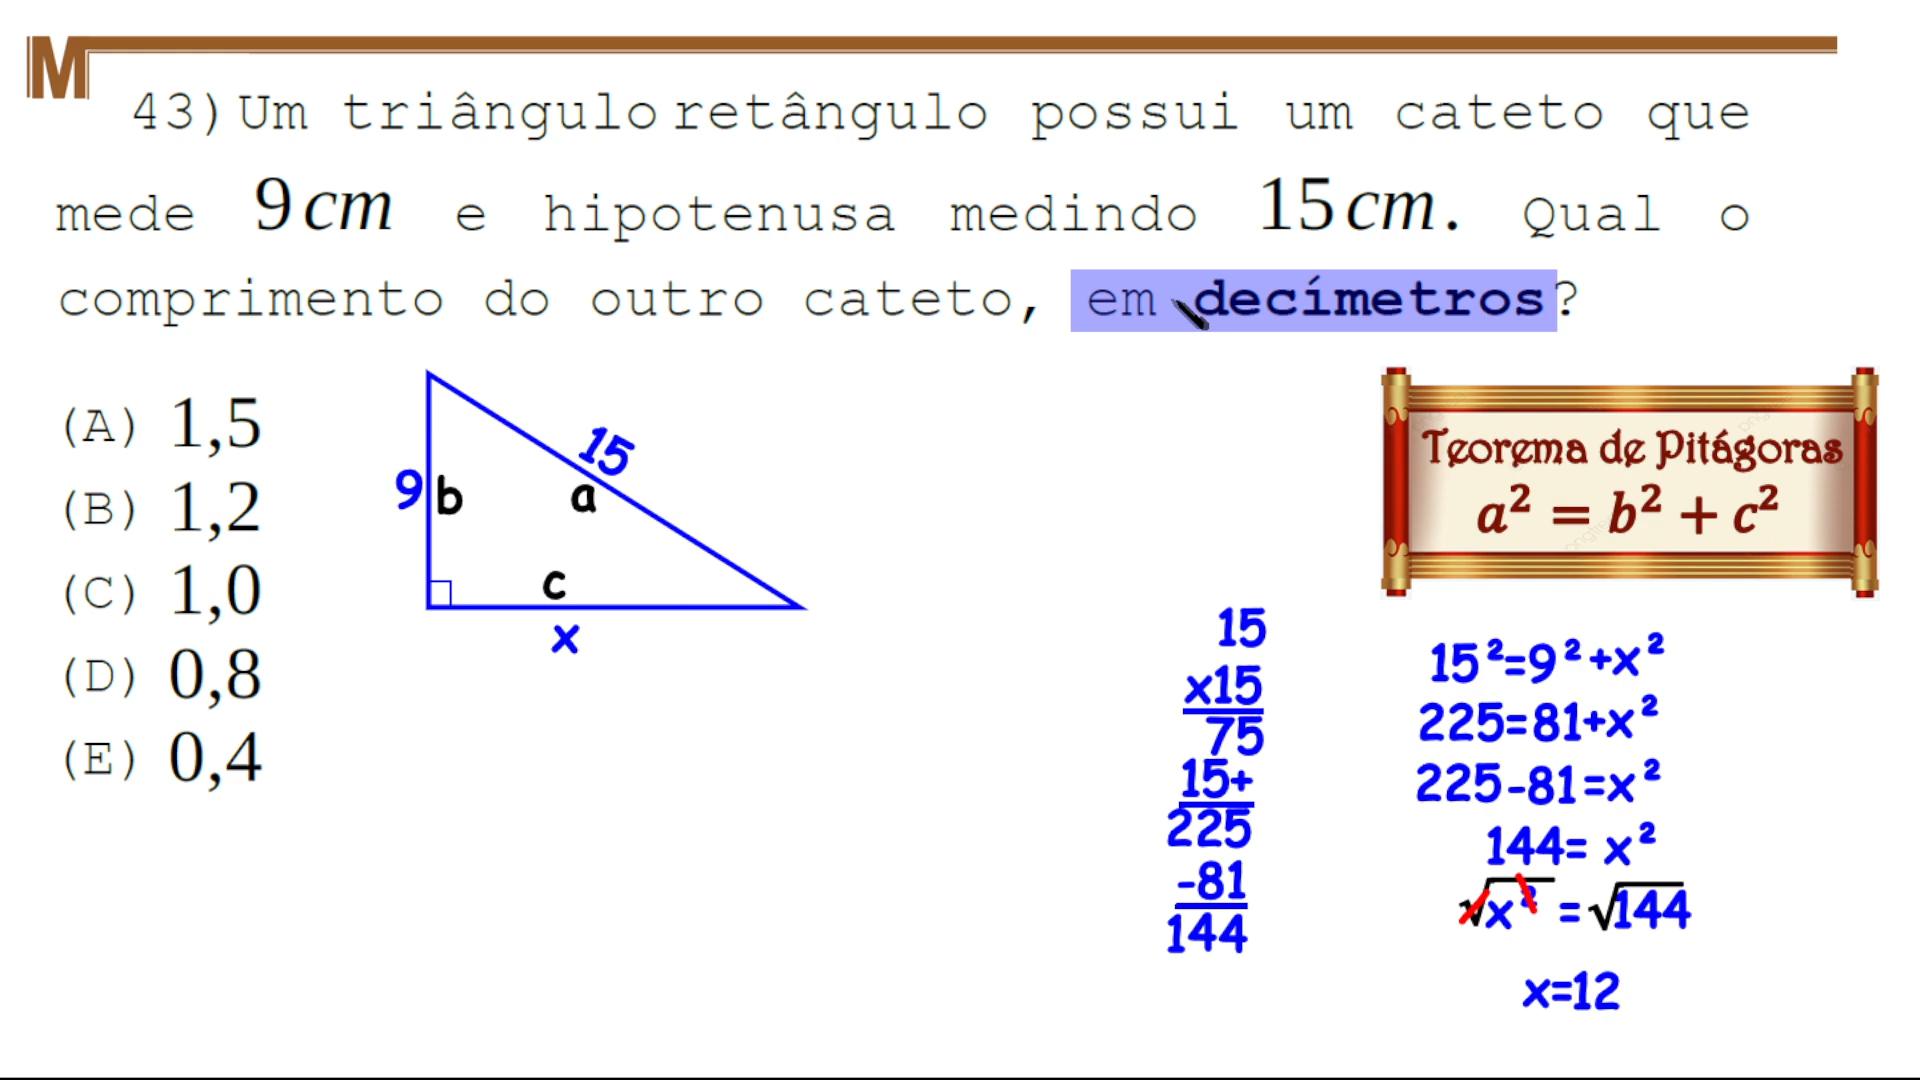 M
43) Um triângulo retângulo possui um cateto que
mede 9 cm e hipotenusa medindo 15 cm. Qual o
comprimento do outro cateto, em decímetros?
(A) 1,5
(B) 1,2
(C) 1,0
(D) 0,8
(E) 0,4
15
9 b
a
c
x
Teorema de Pitágoras
a² = b² + c²
15
x15
75
15+
225
-81
144
15²=9²+x²
225=81+x²
225-81=x²
144= x²
√x² = √144
x=12